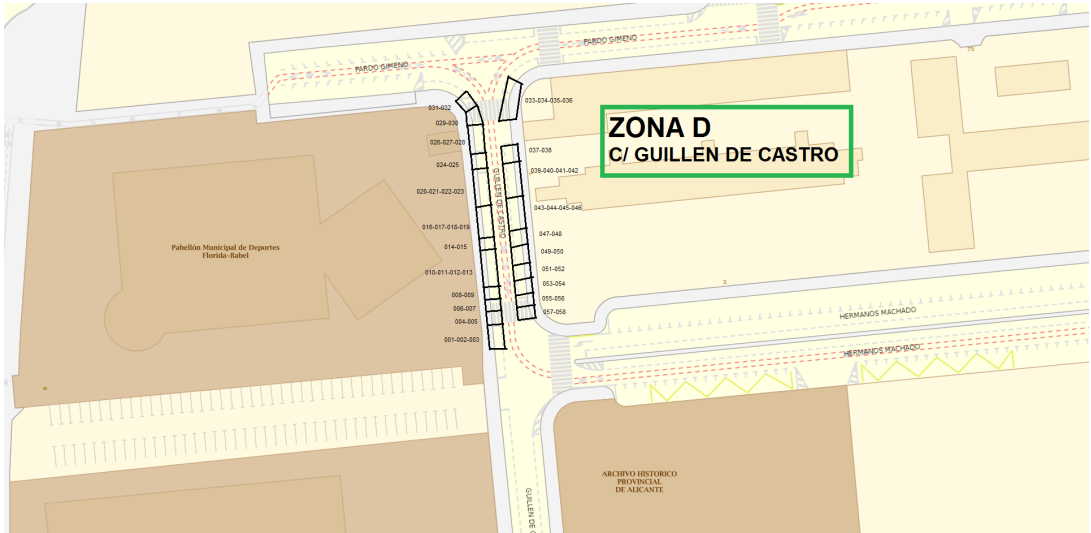 PARDO GIMENO
PARDO GIMENO
75
031-032
033-034-035-036
029-030
ZONA D
C/ GUILLEN DE CASTRO
026-027-028
037-038
024-025
039-040-041-042
020-021-022-023
GUILLEN DE CASTRO
043-044-045-046
016-017-018-019
047-048
014-015
Pabellón Municipal de Deportes
Florida-Babel
049-050
010-011-012-013
051-052
053-054
3
008-009
055-056
006-007
057-058
HERMANOS MACHADO
004-005
001-002-003
HERMANOS MACHADO
ARCHIVO HISTORICO
PROVINCIAL
DE ALICANTE
GUILLEN DE C